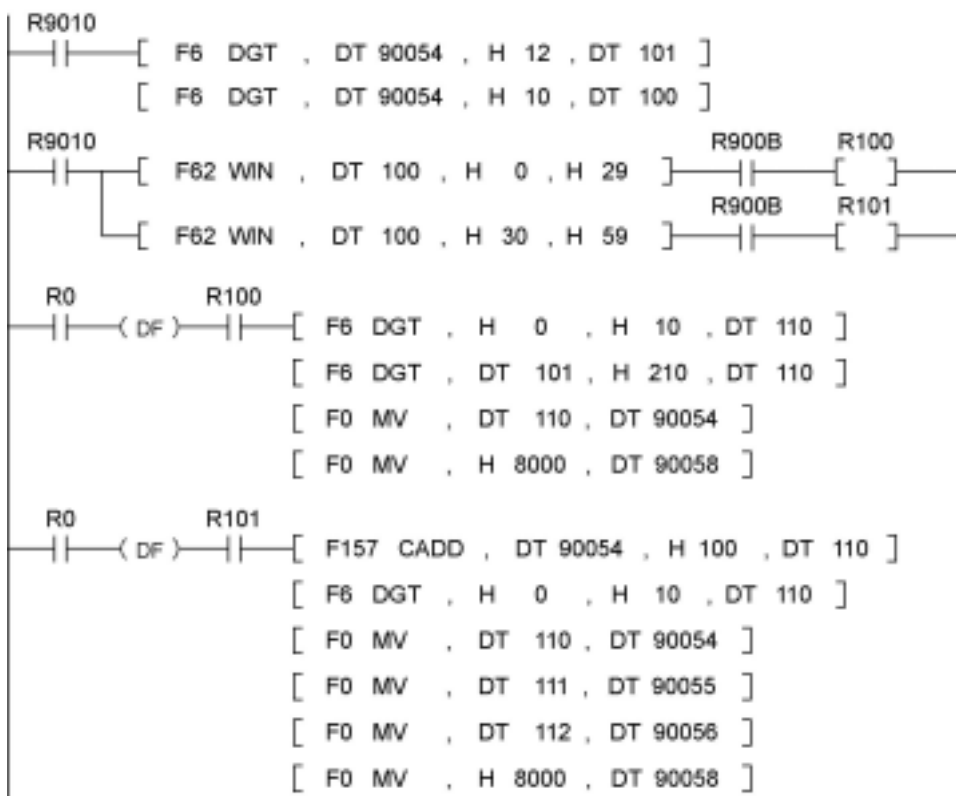 R9010
[ F6 DGT , DT 90054 , H 12 , DT 101 ]
[ F6 DGT , DT 90054 , H 10 , DT 100 ]
R9010 R900B R100
[ F62 WIN , DT 100 , H 0 , H 29 ] [ ]
R900B R101
[ F62 WIN , DT 100 , H 30 , H 59 ] [ ]
R0 R100
( DF ) [ F6 DGT , H 0 , H 10 , DT 110 ]
[ F6 DGT , DT 101 , H 210 , DT 110 ]
[ F0 MV , DT 110 , DT 90054 ]
[ F0 MV , H 8000 , DT 90058 ]
R0 R101
( DF ) [ F157 CADD , DT 90054 , H 100 , DT 110 ]
[ F6 DGT , H 0 , H 10 , DT 110 ]
[ F0 MV , DT 110 , DT 90054 ]
[ F0 MV , DT 111 , DT 90055 ]
[ F0 MV , DT 112 , DT 90056 ]
[ F0 MV , H 8000 , DT 90058 ]